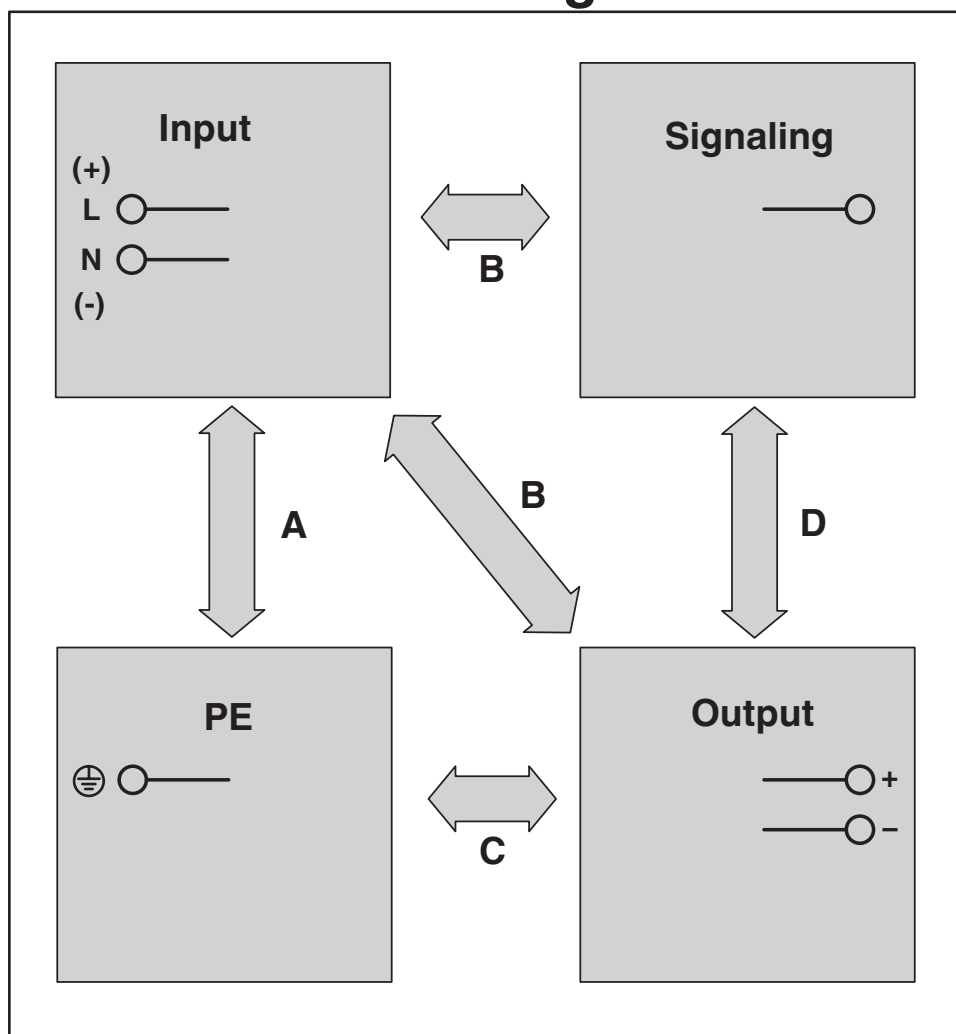 Input
(+)
L
N
(-)
Signaling
B
A
B
D
PE
Output
+
–
C